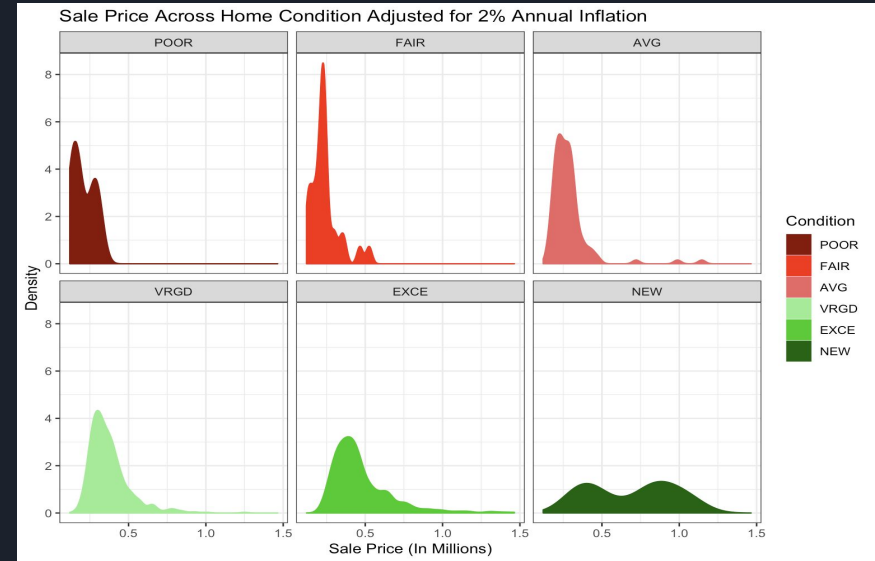 Sale Price Across Home Condition Adjusted for 2% Annual Inflation
POOR FAIR AVG
8
6
4
2
0
VRGD EXCE NEW
8
6
4
2
0
0.5 1.0 1.5 0.5 1.0 1.5 0.5 1.0 1.5
Sale Price (In Millions)
Density
Condition
POOR
FAIR
AVG
VRGD
EXCE
NEW